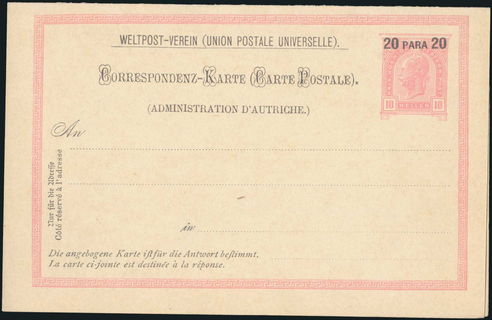 WELTPOST-VEREIN (UNION POSTALE UNIVERSELLE).
20 PARA 20
CORRESPONDENZ-KARTE (CARTE POSTALE).
10 HELLER 10
(ADMINISTRATION D'AUTRICHE.)
An
Nur für die Adresse
Côté réservé à l'adresse
in
Die angebogene Karte ist für die Antwort bestimmt.
La carte ci-jointe est destinée à la réponse.